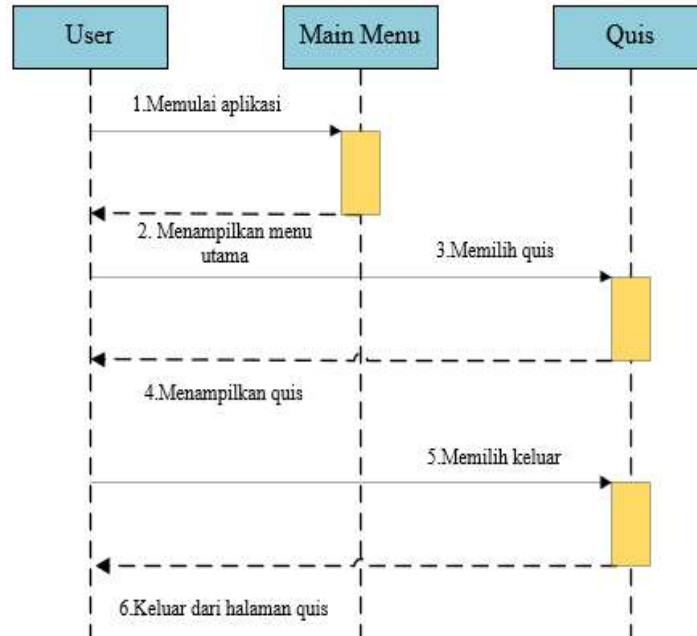 User
Main Menu
Quis
1.Memulai aplikasi
2. Menampilkan menu
utama
3.Memilih quis
4.Menampilkan quis
5.Memilih keluar
6.Keluar dari halaman quis